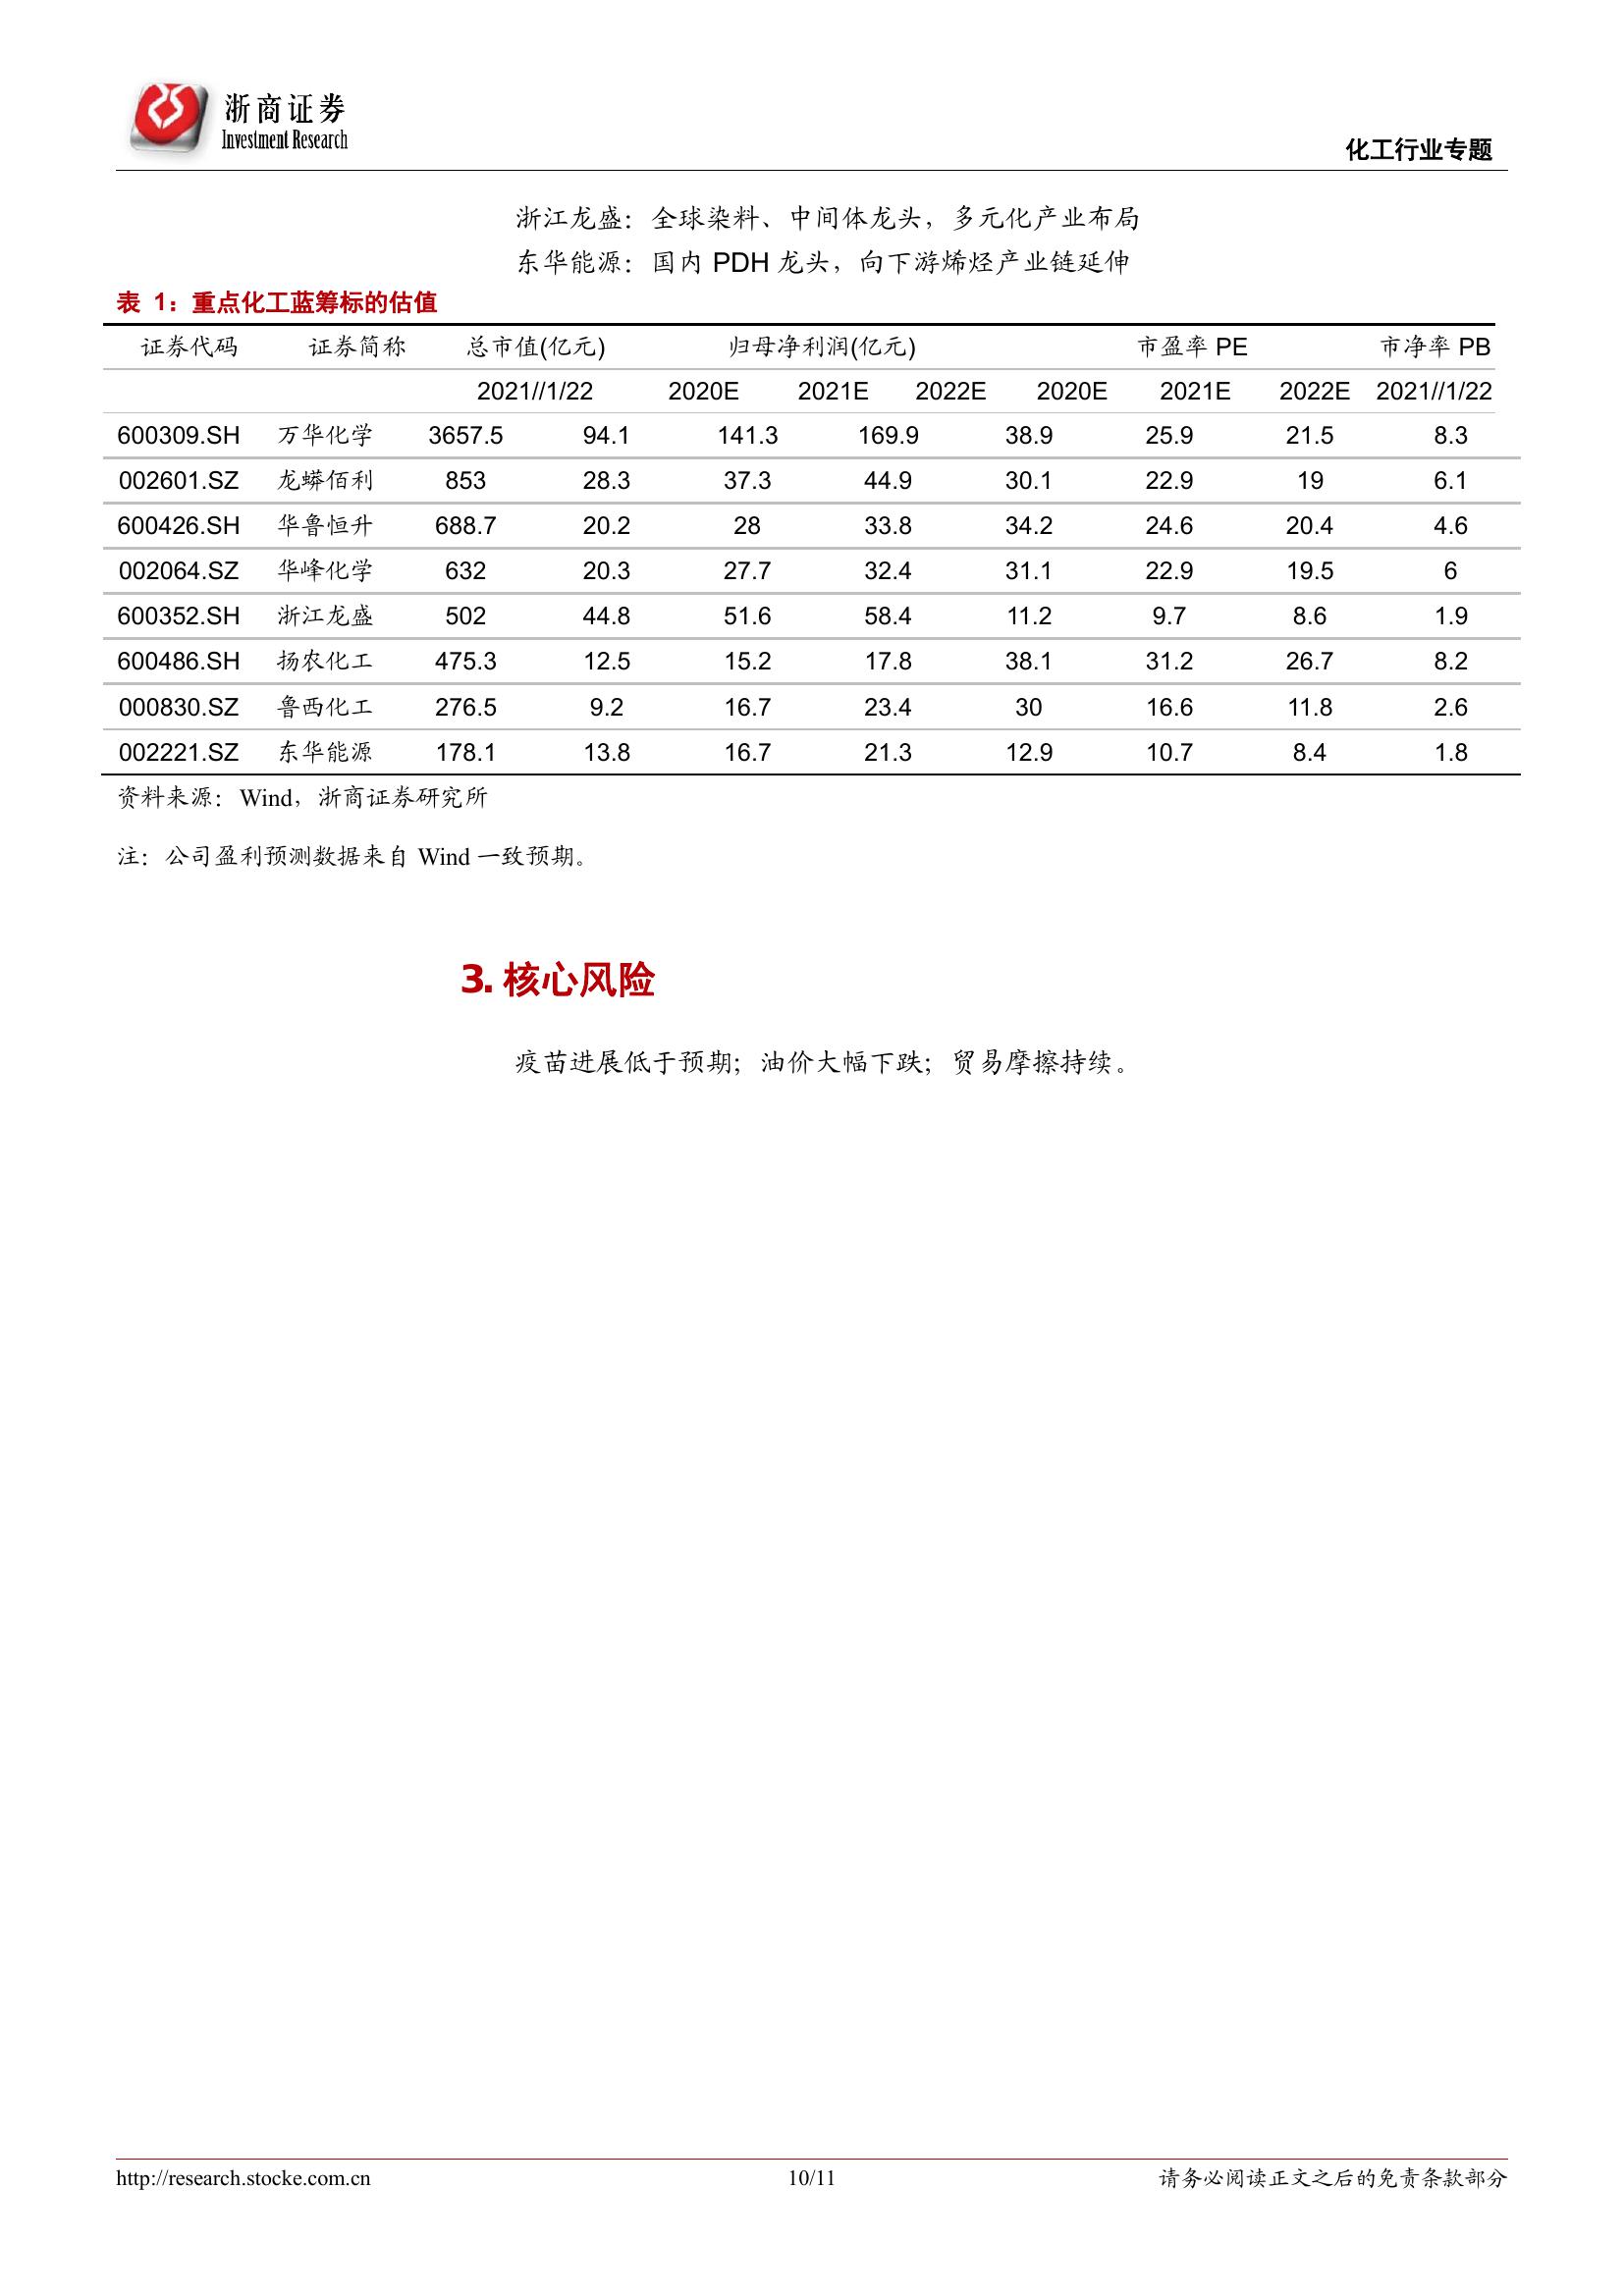 浙商证券
Investment Research
化工行业专题
浙江龙盛：全球染料、中间体龙头，多元化产业布局
东华能源：国内 PDH 龙头，向下游烯烃产业链延伸
表 1：重点化工蓝筹标的估值
证券代码 证券简称 总市值(亿元) 归母净利润(亿元) 市盈率 PE 市净率 PB
2021//1/22 2020E 2021E 2022E 2020E 2021E 2022E 2021//1/22
600309.SH 万华化学 3657.5 94.1 141.3 169.9 38.9 25.9 21.5 8.3
002601.SZ 龙蟒佰利 853 28.3 37.3 44.9 30.1 22.9 19 6.1
600426.SH 华鲁恒升 688.7 20.2 28 33.8 34.2 24.6 20.4 4.6
002064.SZ 华峰化学 632 20.3 27.7 32.4 31.1 22.9 19.5 6
600352.SH 浙江龙盛 502 44.8 51.6 58.4 11.2 9.7 8.6 1.9
600486.SH 扬农化工 475.3 12.5 15.2 17.8 38.1 31.2 26.7 8.2
000830.SZ 鲁西化工 276.5 9.2 16.7 23.4 30 16.6 11.8 2.6
002221.SZ 东华能源 178.1 13.8 16.7 21.3 12.9 10.7 8.4 1.8
资料来源：Wind，浙商证券研究所
注：公司盈利预测数据来自 Wind 一致预期。
3. 核心风险
疫苗进展低于预期；油价大幅下跌；贸易摩擦持续。
http://research.stocke.com.cn 10/11 请务必阅读正文之后的免责条款部分